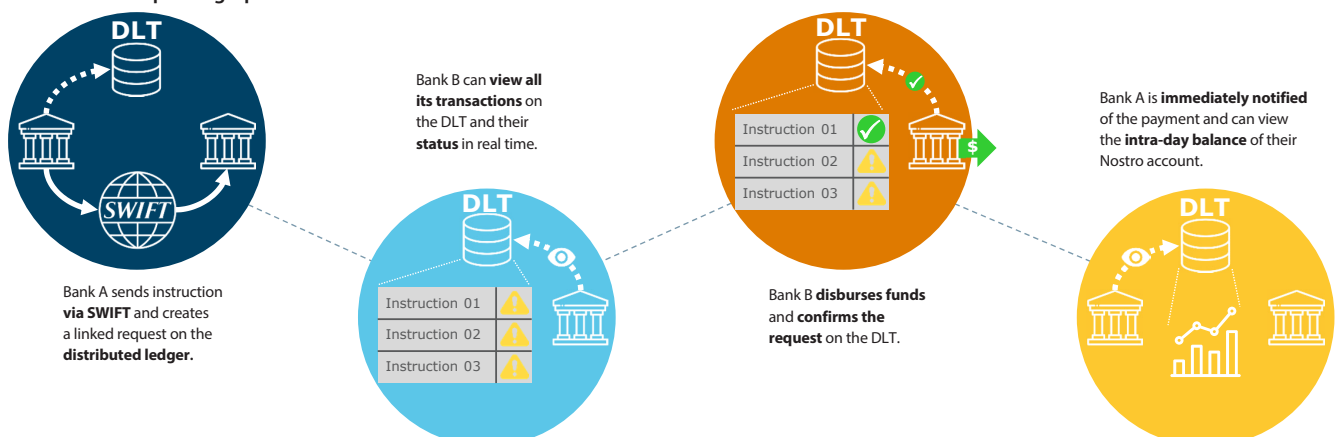 DLT
SWIFT
Bank A sends instruction
via SWIFT and creates
a linked request on the
distributed ledger.
Bank B can view all
its transactions on
the DLT and their
status in real time.
DLT
Instruction 01
Instruction 02
Instruction 03
DLT
Instruction 01
Instruction 02
Instruction 03
$
Bank B disburses funds
and confirms the
request on the DLT.
Bank A is immediately notified
of the payment and can view
the intra-day balance of their
Nostro account.
DLT